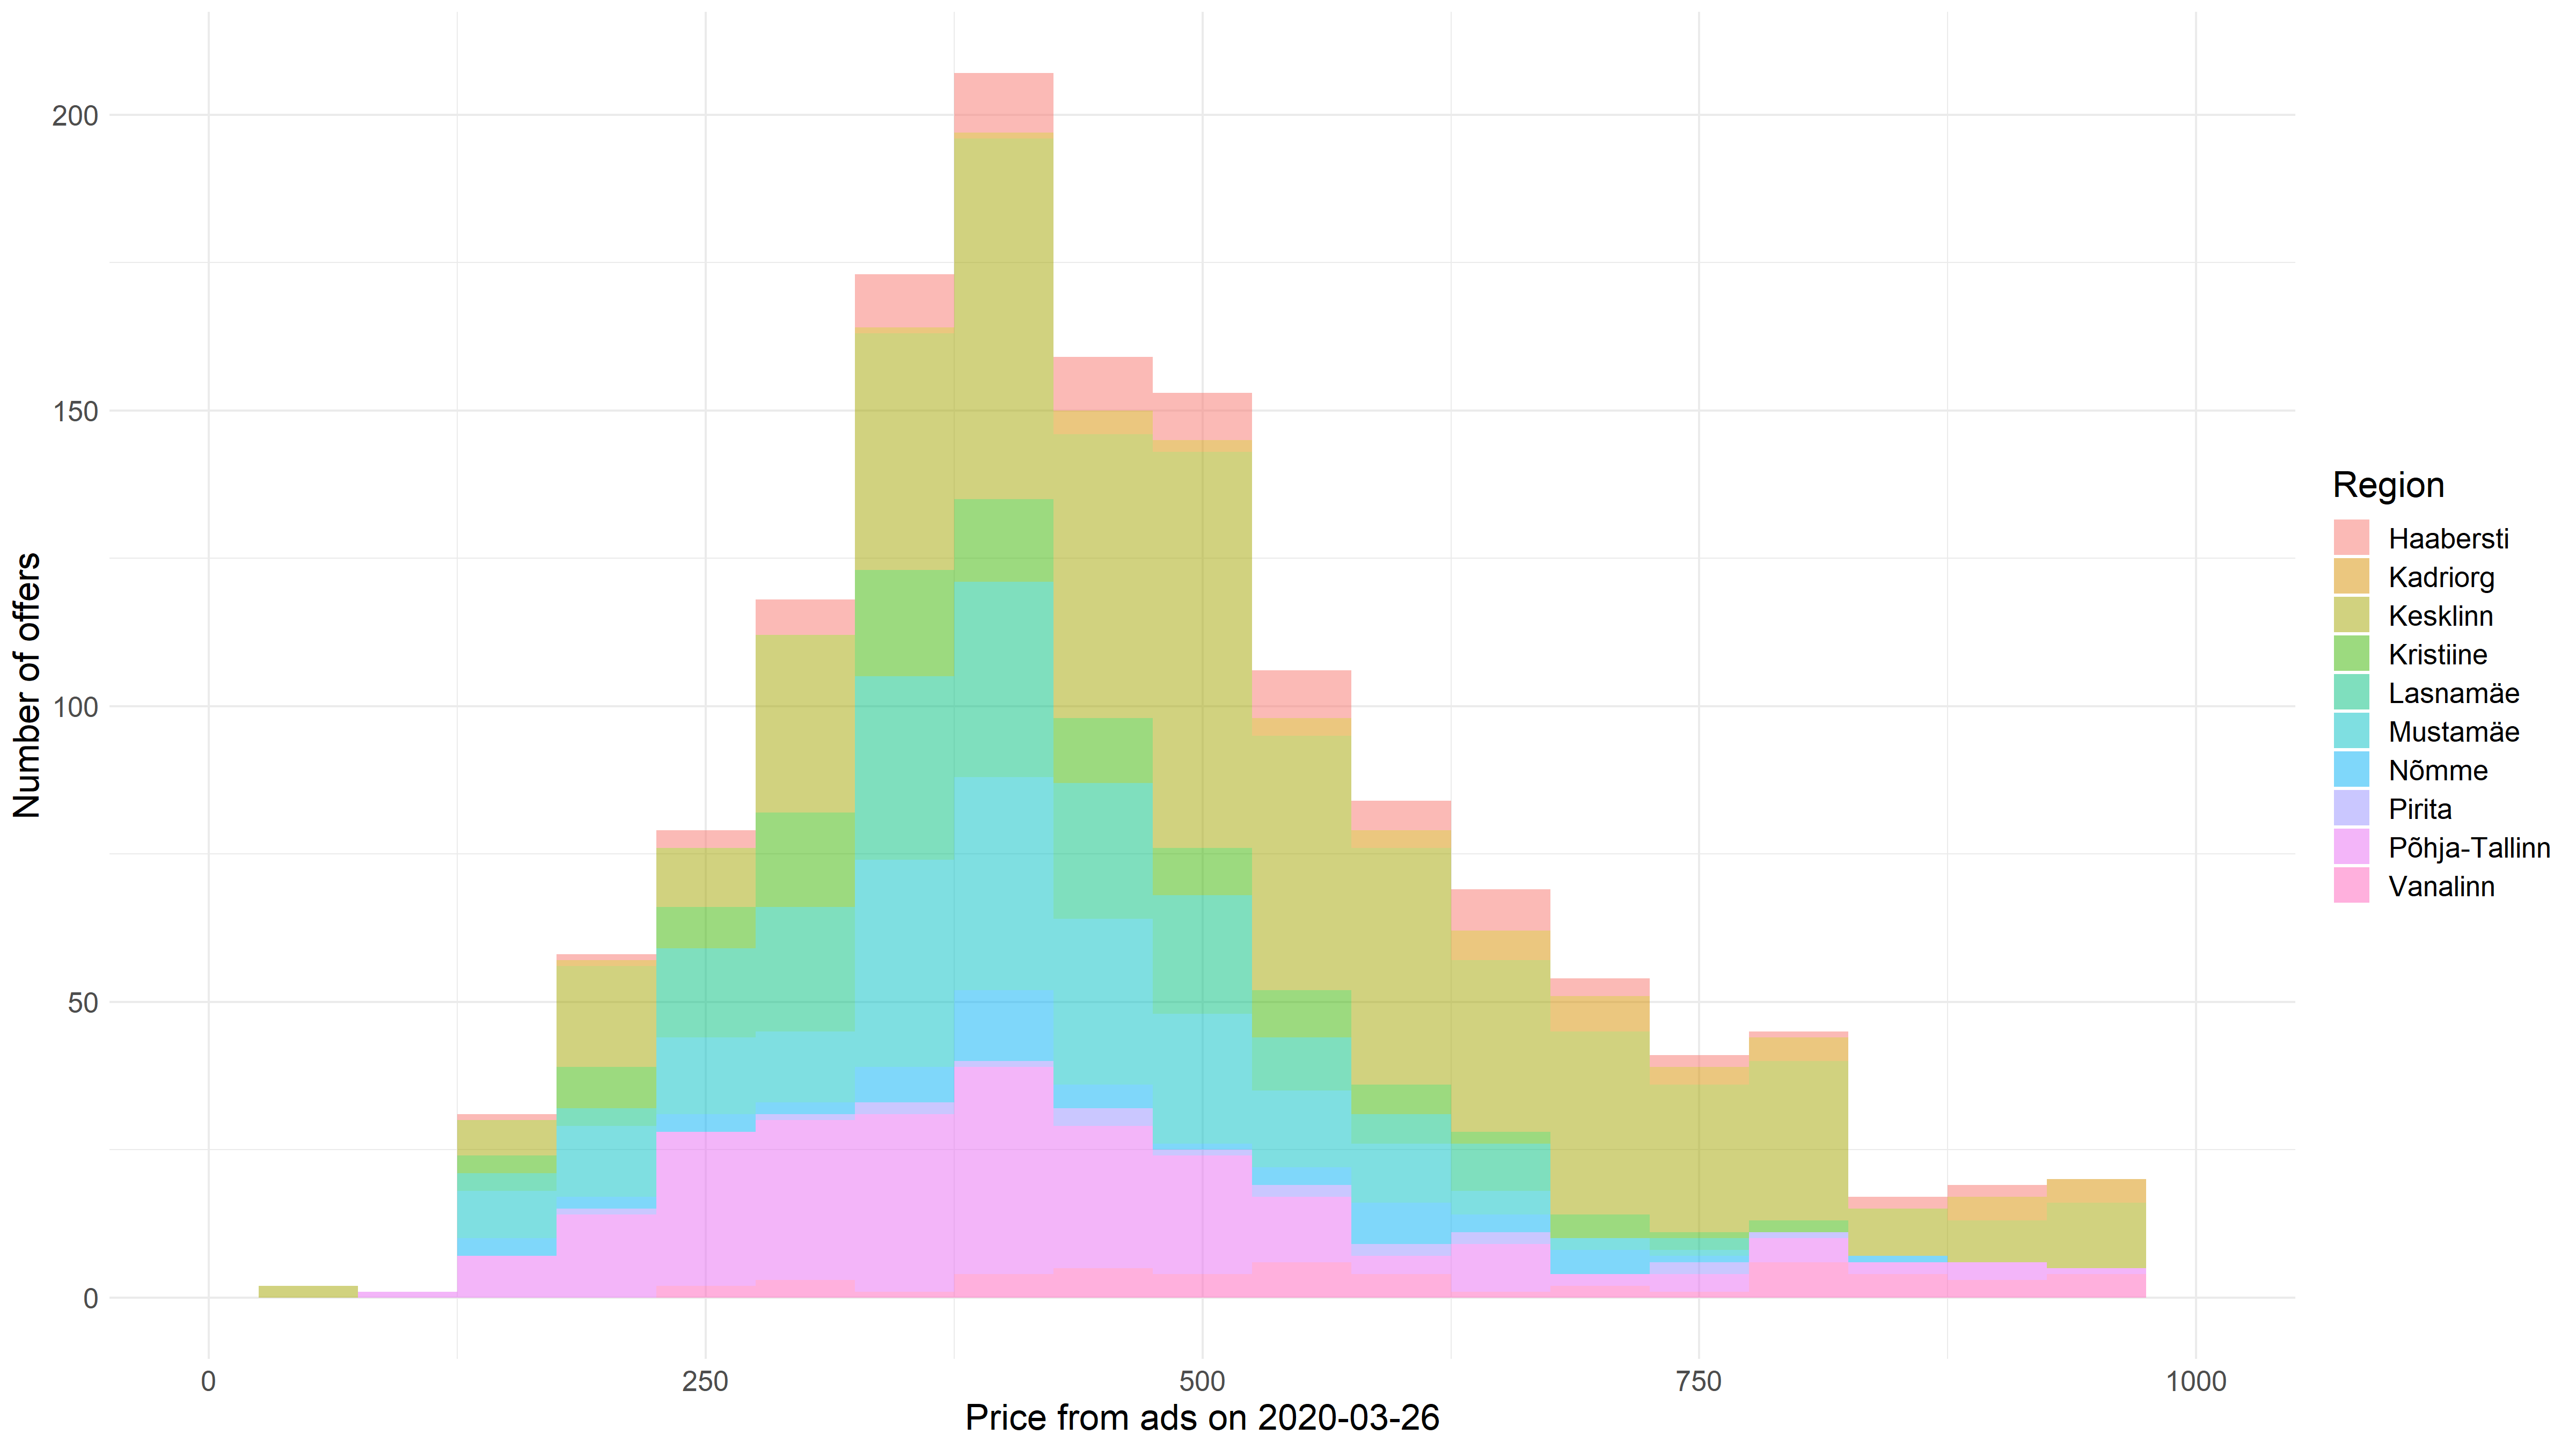 200
150
100
50
0
Number of offers
0 250 500 750 1000
Price from ads on 2020-03-26
Region
Haabersti
Kadriorg
Kesklinn
Kristiine
Lasnamäe
Mustamäe
Nõmme
Pirita
Põhja-Tallinn
Vanalinn